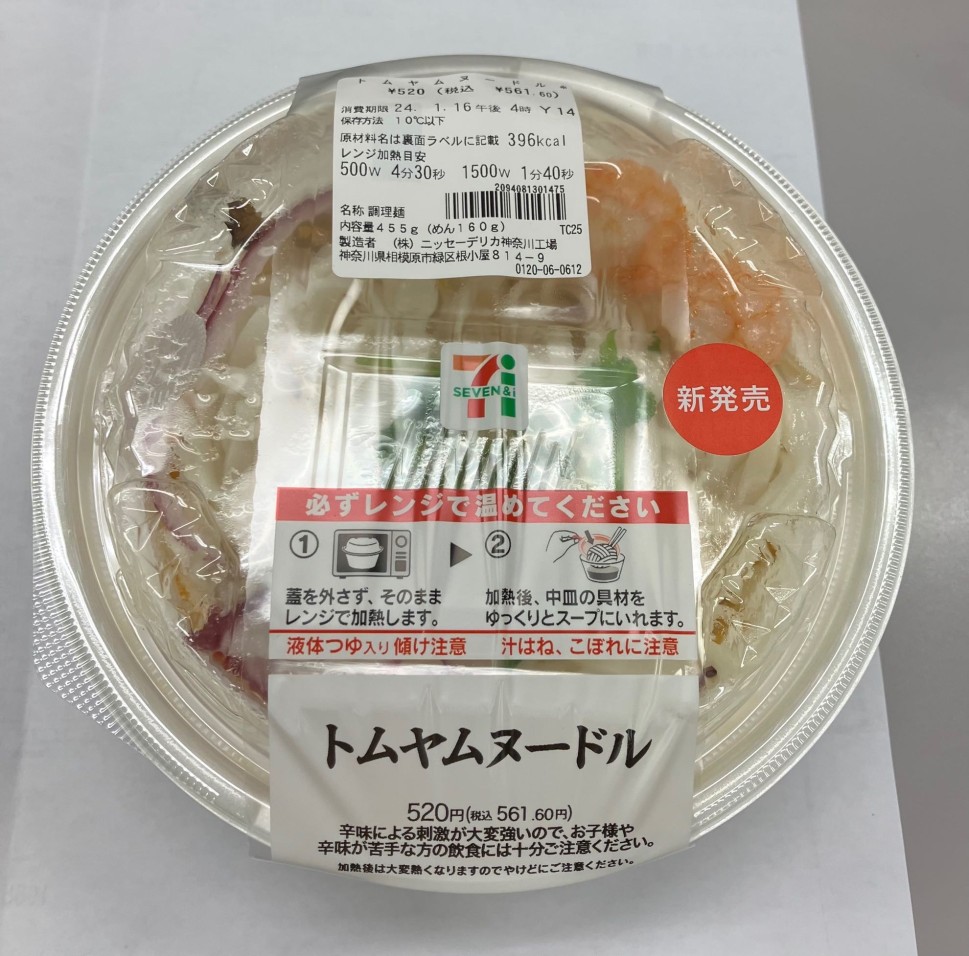 トムヤムヌードル
¥520 (税込 ¥561.60)
消費期限 24. 1.16午後 4時 Y 14
保存方法 10℃以下
原材料名は裏面ラベルに記載 396kcal
レンジ加熱目安
500W 4分30秒 1500W 1分40秒
2094081301475
名称 調理麺
内容量455g (めん160g) TC25
製造者 (株) ニッセーデリカ神奈川工場
神奈川県相模原市緑区根小屋814-9
0120-06-0612
7i
SEVEN&i
新発売
必ずレンジで温めてください
① ②
蓋を外さず、そのまま
レンジで加熱します。
加熱後、中皿の具材を
ゆっくりとスープにいれます。
液体つゆ入り傾け注意 汁はね、こぼれに注意
トムヤムヌードル
520円(税込 561.60円)
辛味による刺激が大変強いので、お子様や
辛味が苦手な方の飲食には十分ご注意ください。
加熱後は大変熱くなりますのでやけどにご注意ください。